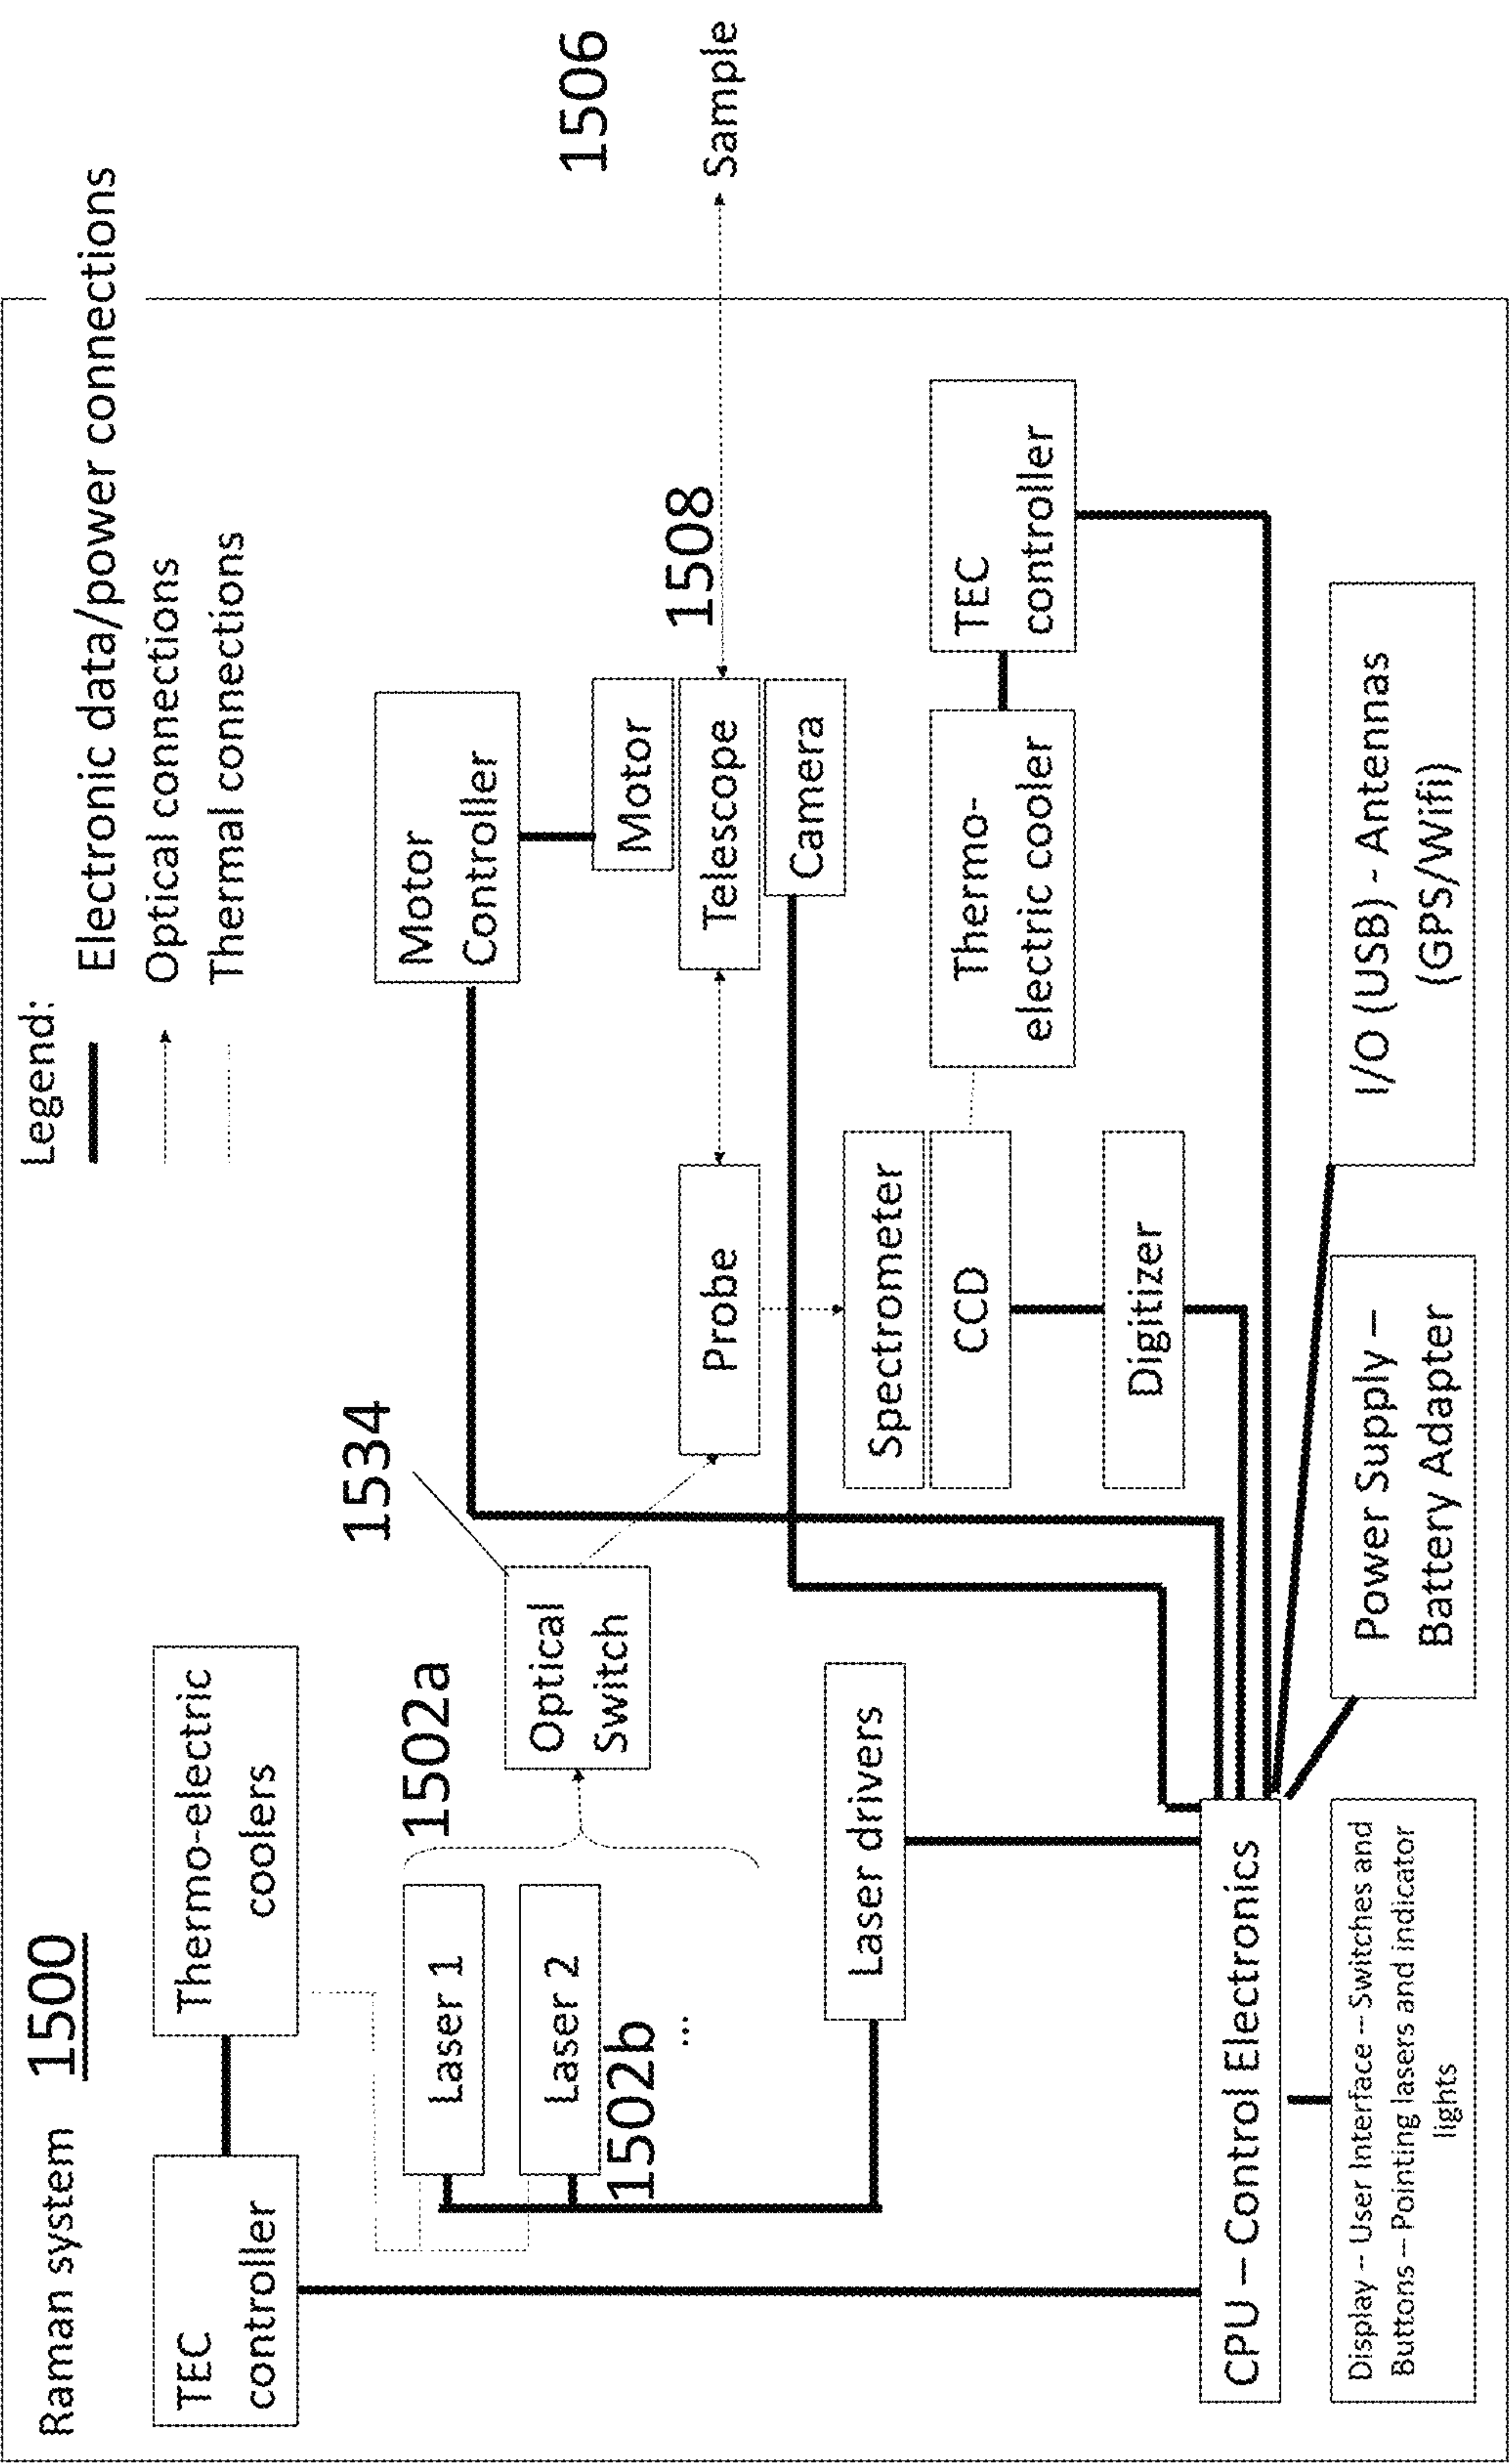 Raman system 1500
Legend:
Electronic data/power connections
Optical connections
Thermal connections
TEC
controller
Thermo-electric
coolers
1534
Motor
Controller
1506
Sample
1502a
Laser 1
Laser 2
1502b
...
Optical
Switch
Probe
Motor
Telescope
Camera
1508
Laser drivers
Spectrometer
CCD
Digitizer
Thermo-
electric cooler
TEC
controller
CPU – Control Electronics
Display – User Interface – Switches and
Buttons – Pointing lasers and indicator
lights
Power Supply –
Battery Adapter
I/O (USB) - Antennas
(GPS/Wifi)